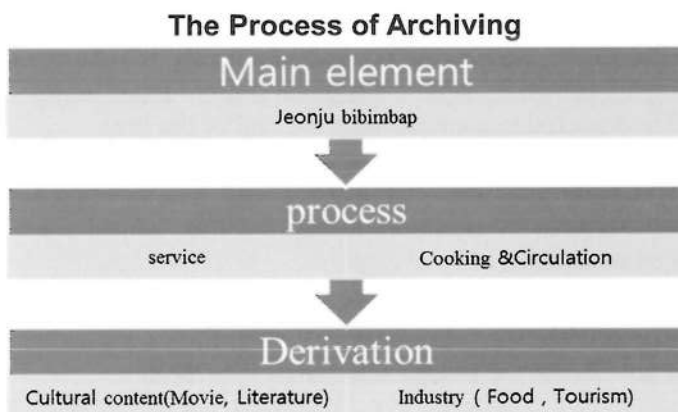 The Process of Archiving
Main element
Jeonju bibimbap
process
service Cooking &Circulation
Derivation
Cultural content(Movie, Literature) Industry ( Food , Tourism)